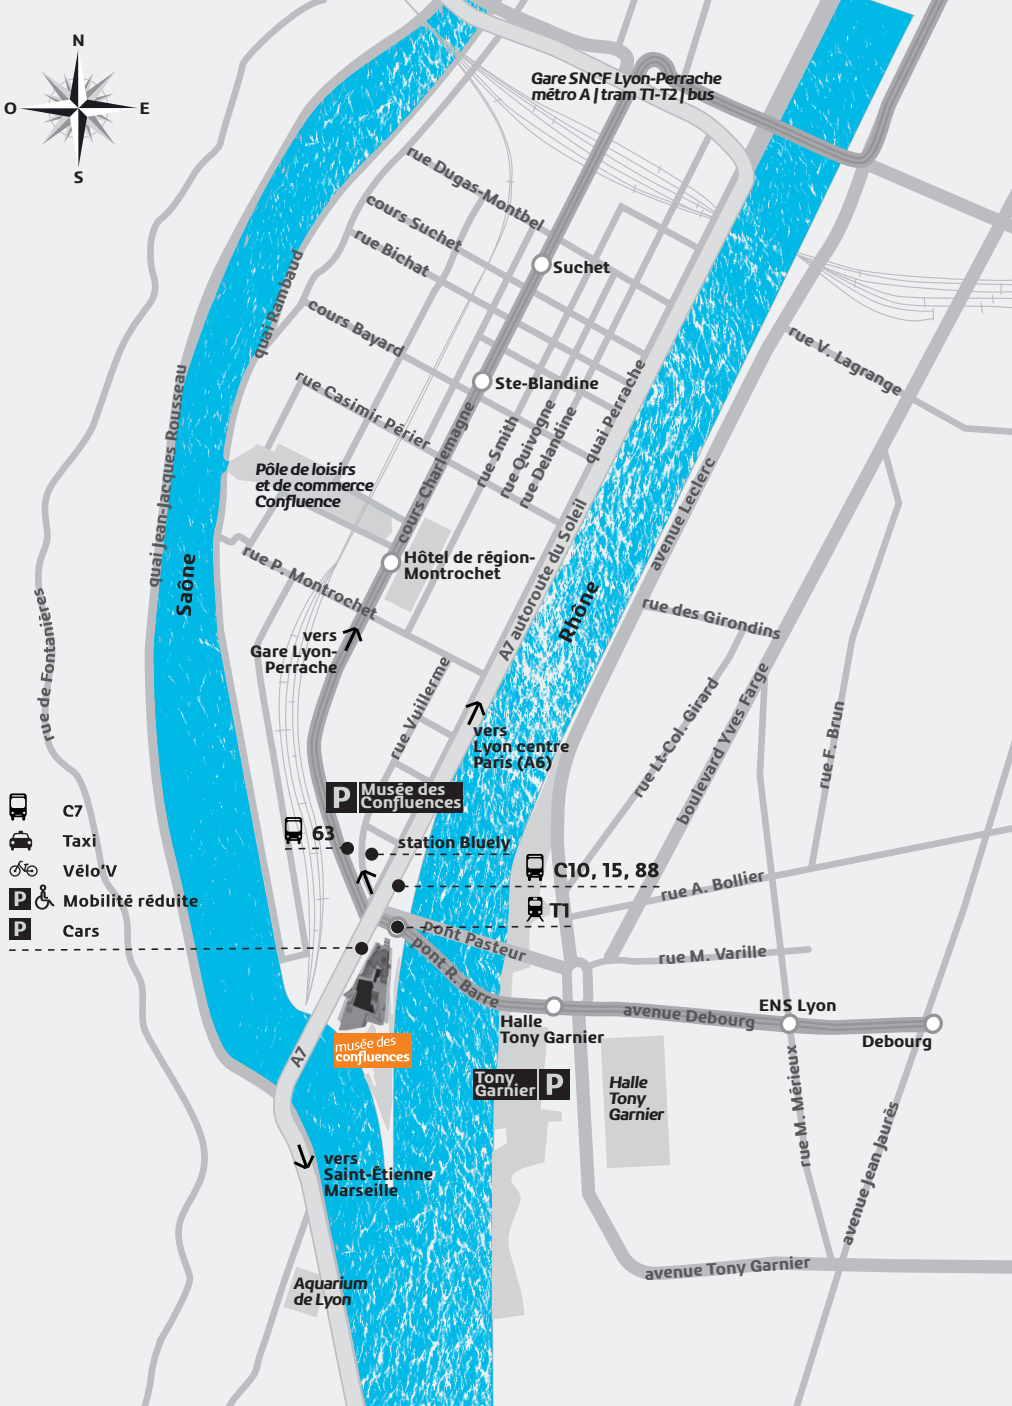 N
O
E
S
Gare SNCF Lyon-Perrache
métro A | tram T1-T2 | bus
rue Dugas-Montbel
cours Suchet
rue Bichat
Suchet
quai Rambaud
cours Bayard
rue V. Lagrange
rue Casimir Périer
Ste-Blandine
quai Perrache
quai Jean-Jacques Rousseau
cours Charlemagne
rue Smith
rue Quivogne
rue Delandine
Pôle de loisirs
et de commerce
Confluence
avenue Leclerc
A7 autoroute du Soleil
Saône
rue P. Montrochet
Hôtel de région-
Montrochet
Rhône
rue de Fontanières
rue des Girondins
vers
Gare Lyon-
Perrache
rue Vuillerme
rue Lt-Col. Girard
boulevard Yves Farge
rue F. Brun
vers
Lyon centre
Paris (A6)
P Musée des
Confluences
63
station Bluely
C7
Taxi
Vélo'V
P Mobilité réduite
P Cars
C10, 15, 88
rue A. Bollier
T1
pont Pasteur
pont R. Barre
rue M. Varille
avenue Debourg
ENS Lyon
Halle
Tony Garnier
Debourg
A7
musée des
confluences
Tony
Garnier P
Halle
Tony
Garnier
rue M. Mérieux
avenue Jean Jaurès
vers
Saint-Étienne
Marseille
avenue Tony Garnier
Aquarium
de Lyon